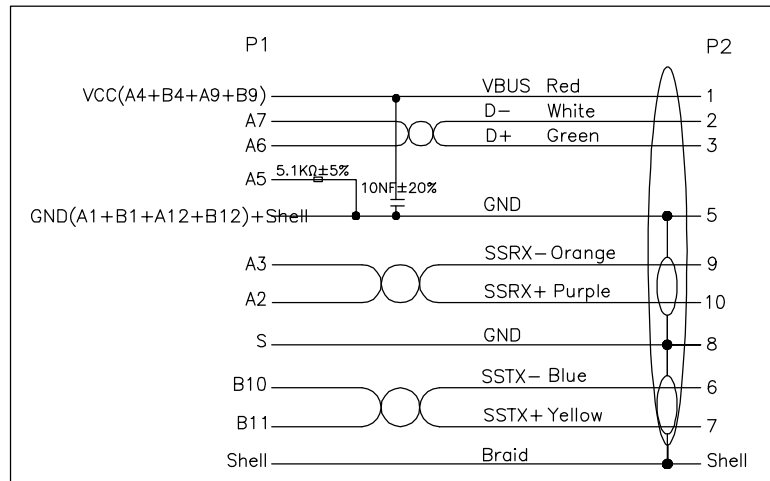 P1 P2
VCC(A4+B4+A9+B9) VBUS Red 1
A7 D- White 2
A6 D+ Green 3
A5 5.1KΩ±5% 10NF±20%
GND(A1+B1+A12+B12)+Shell GND 5
A3 SSRX- Orange 9
A2 SSRX+ Purple 10
S GND 8
B10 SSTX- Blue 6
B11 SSTX+ Yellow 7
Shell Braid Shell